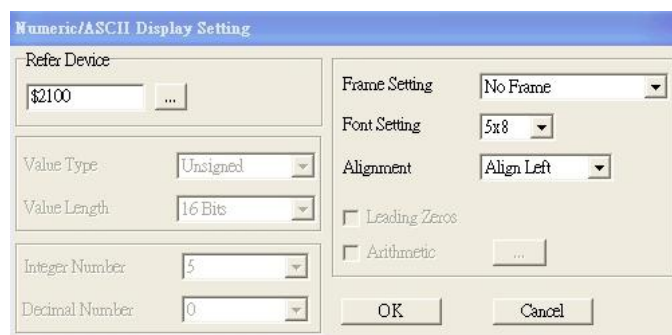 Numeric/ASCII Display Setting
Refer Device
$2100
...
Value Type
Unsigned
Value Length
16 Bits
Integer Number
5
Decimal Number
0
Frame Setting
No Frame
Font Setting
5x8
Alignment
Align Left
Leading Zeros
Arithmetic
...
OK
Cancel